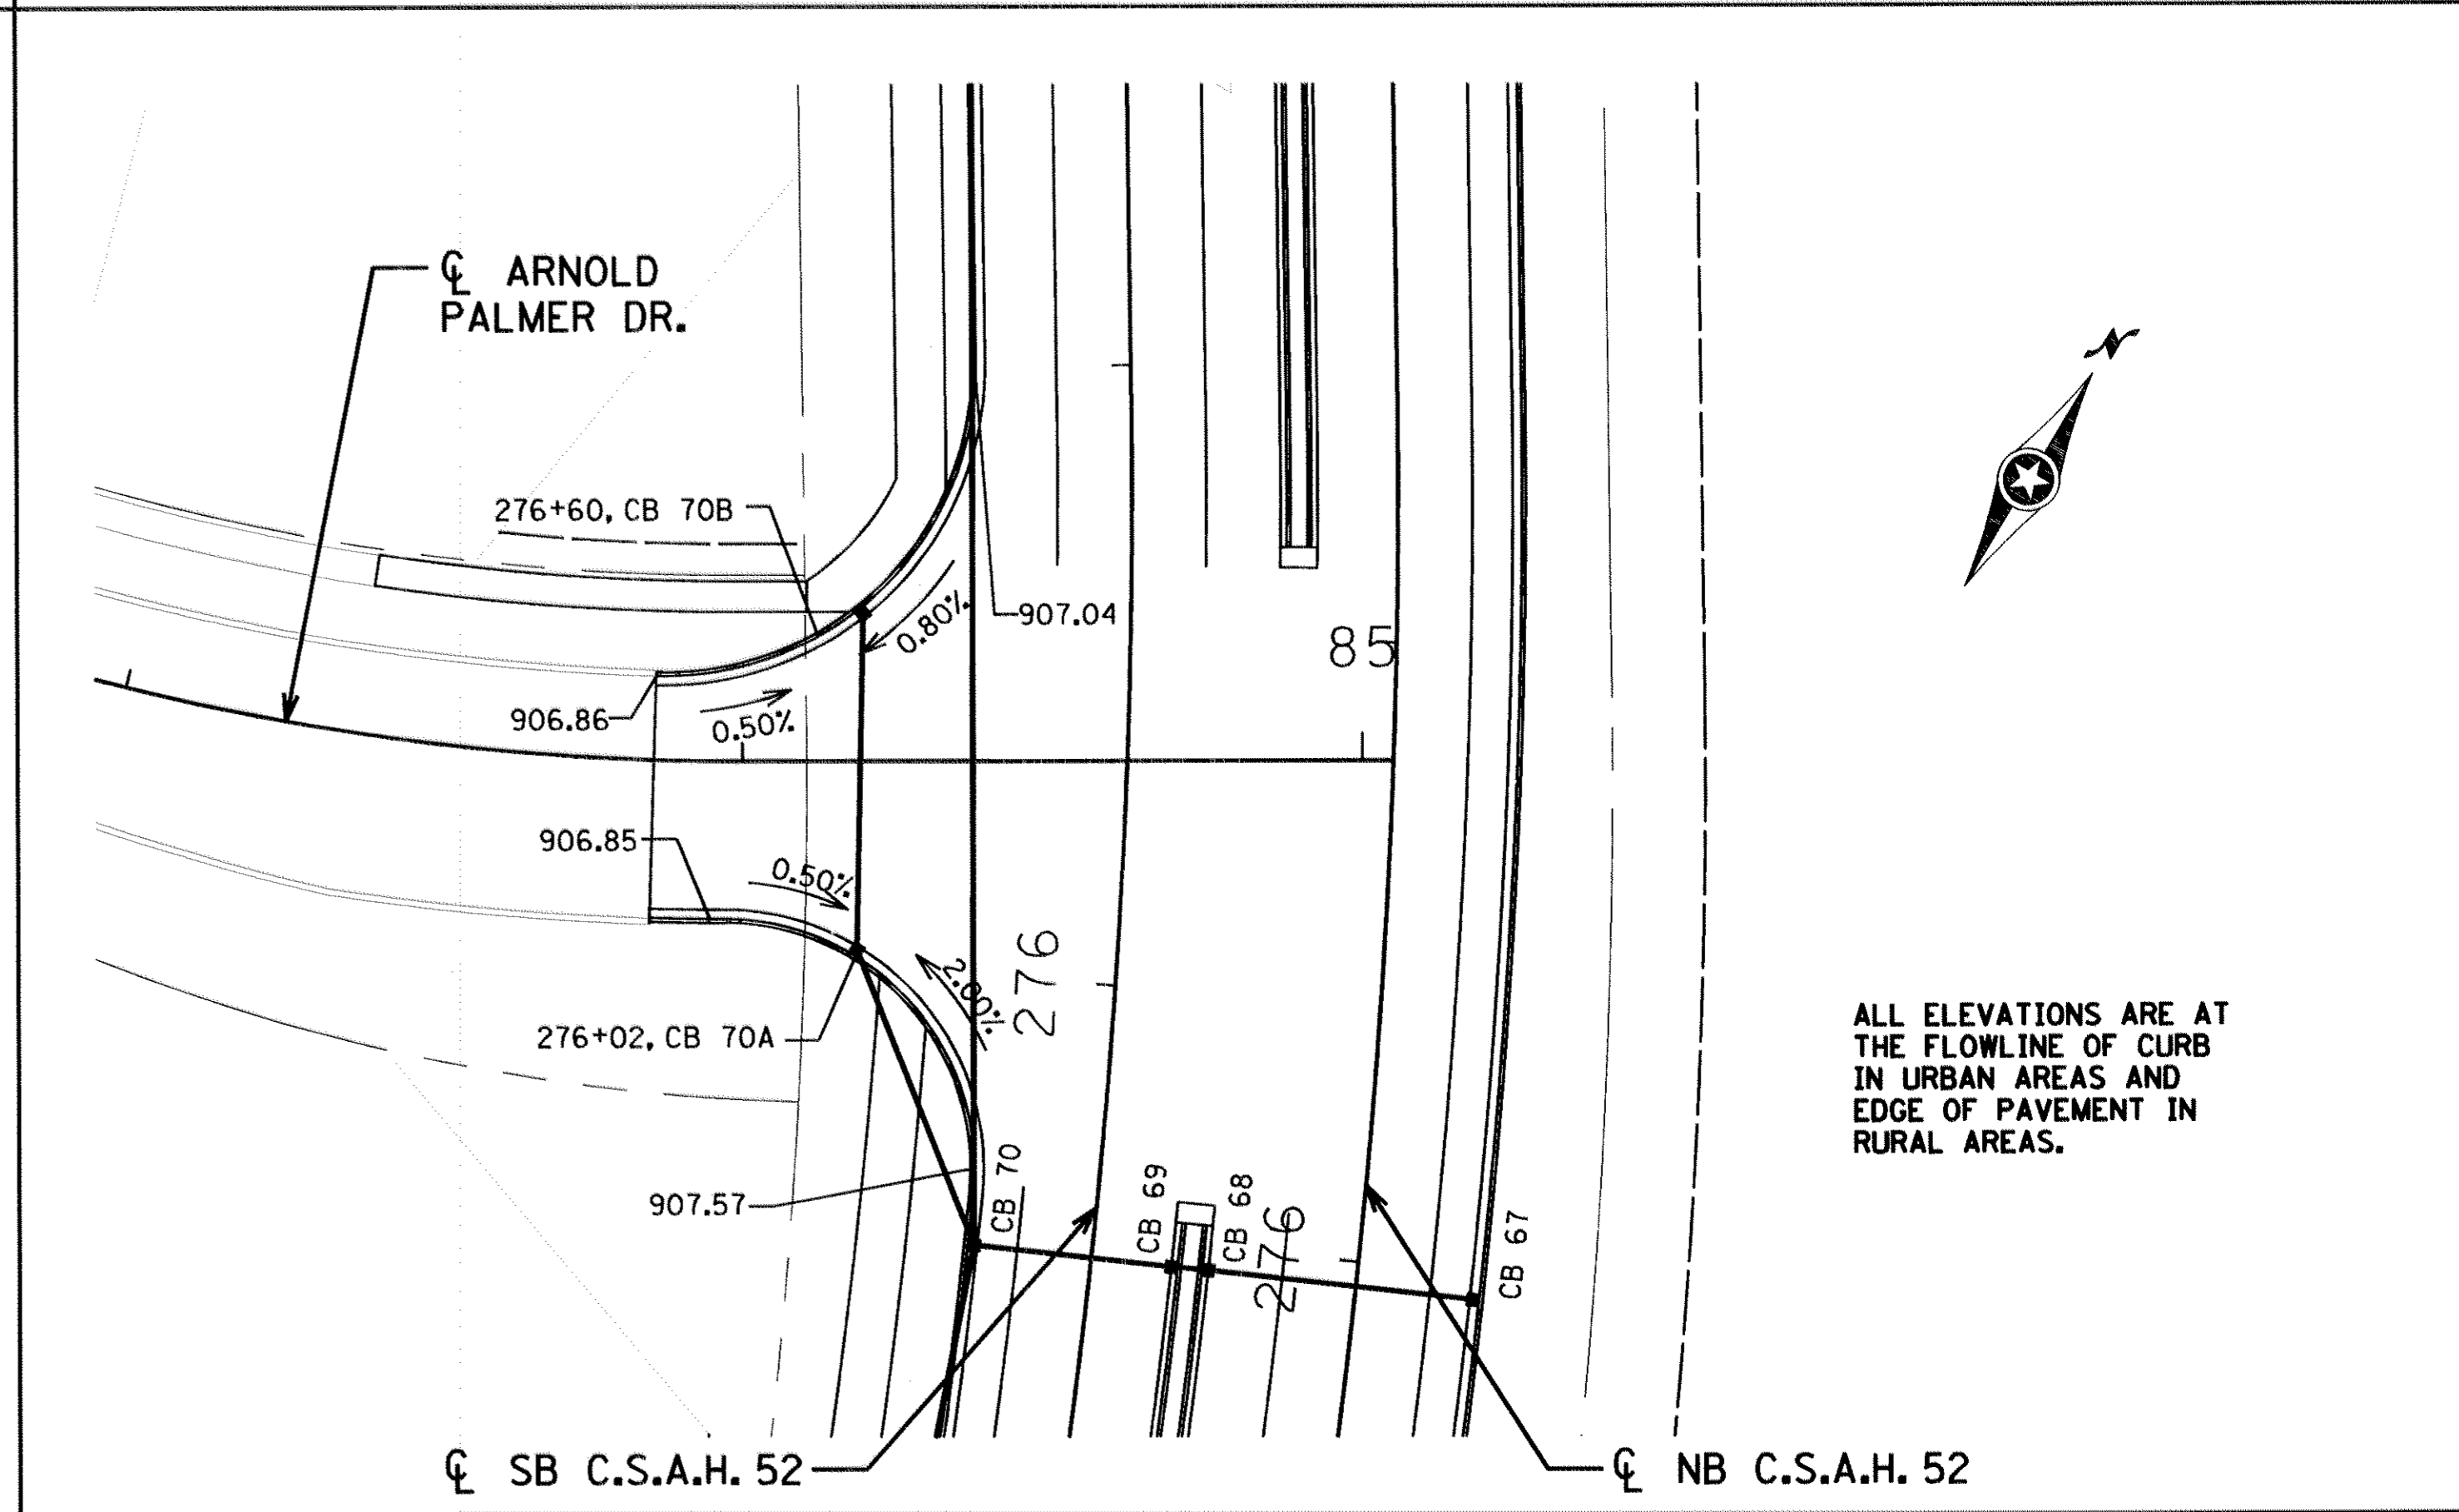 ℄ ARNOLD
PALMER DR.
N
276+60, CB 70B
0.80%
907.04
85
906.86
0.50%
906.85
0.50%
2.00%
276
276+02, CB 70A
ALL ELEVATIONS ARE AT
THE FLOWLINE OF CURB
IN URBAN AREAS AND
EDGE OF PAVEMENT IN
RURAL AREAS.
907.57
CB 70
CB 69
CB 68
276
CB 67
℄ SB C.S.A.H. 52
℄ NB C.S.A.H. 52